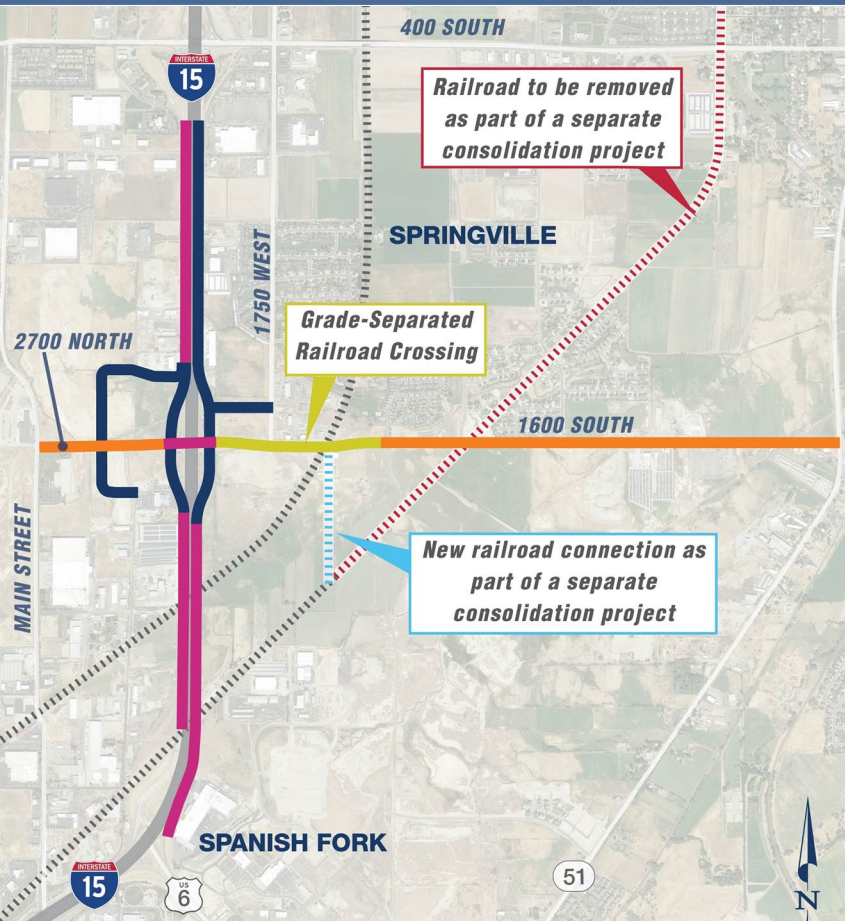 400 SOUTH
INTERSTATE
15
Railroad to be removed
as part of a separate
consolidation project
SPRINGVILLE
1750 WEST
Grade-Separated
Railroad Crossing
2700 NORTH
1600 SOUTH
MAIN STREET
New railroad connection as
part of a separate
consolidation project
SPANISH FORK
INTERSTATE
15
US
6
51
N